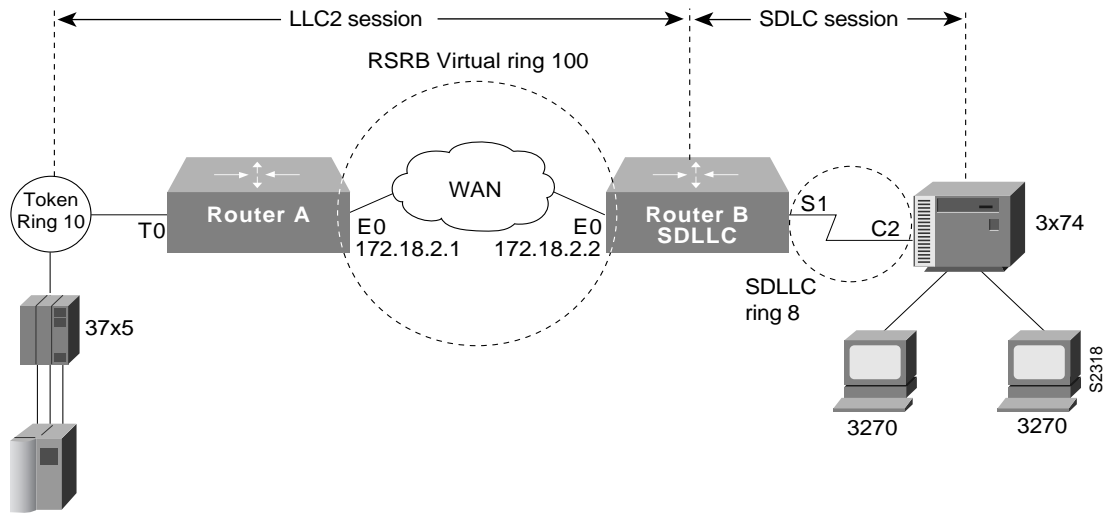 LLC2 session
SDLC session
RSRB Virtual ring 100
Token
Ring 10
T0
Router A
E0
172.18.2.1
WAN
E0
172.18.2.2
Router B
SDLLC
S1
C2
3x74
SDLLC
ring 8
37x5
3270
3270
S2318